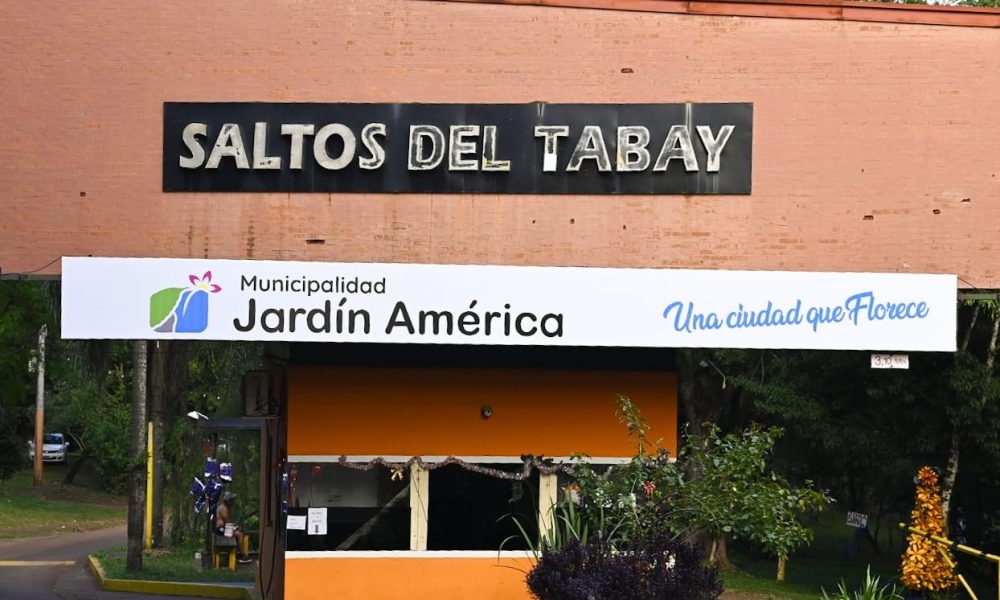 SALTOS DEL TABAY
Municipalidad
Jardín América
Una ciudad que Florece